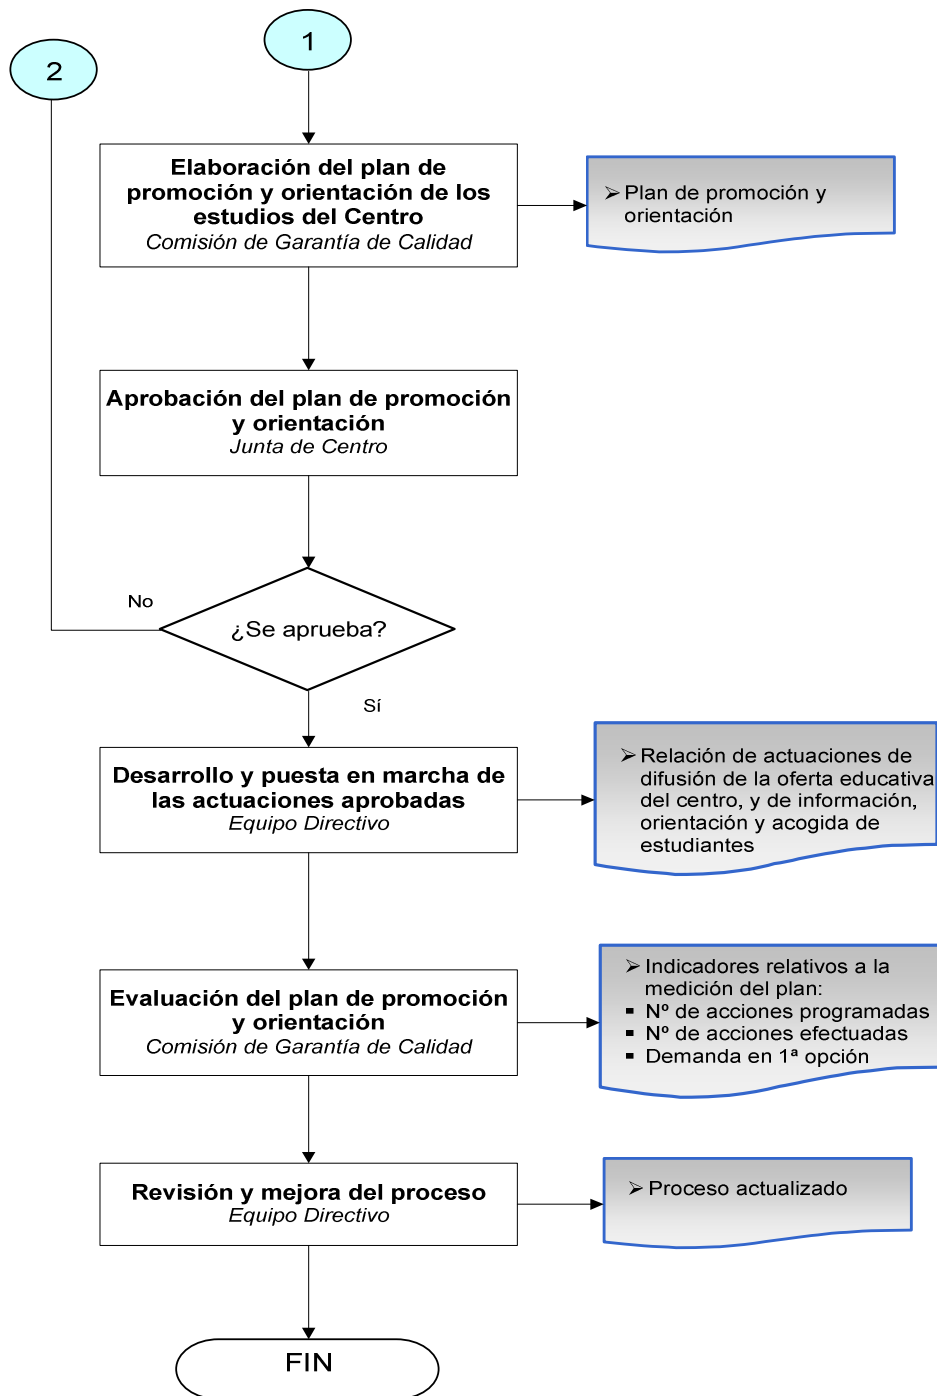 1
2
Elaboración del plan de
promoción y orientación de los
estudios del Centro
Comisión de Garantía de Calidad
➢ Plan de promoción y
orientación
Aprobación del plan de promoción
y orientación
Junta de Centro
No
¿Se aprueba?
Sí
Desarrollo y puesta en marcha de
las actuaciones aprobadas
Equipo Directivo
➢ Relación de actuaciones de
difusión de la oferta educativa
del centro, y de información,
orientación y acogida de
estudiantes
Evaluación del plan de promoción
y orientación
Comisión de Garantía de Calidad
➢ Indicadores relativos a la
medición del plan:
▪ Nº de acciones programadas
▪ Nº de acciones efectuadas
▪ Demanda en 1ª opción
Revisión y mejora del proceso
Equipo Directivo
➢ Proceso actualizado
FIN